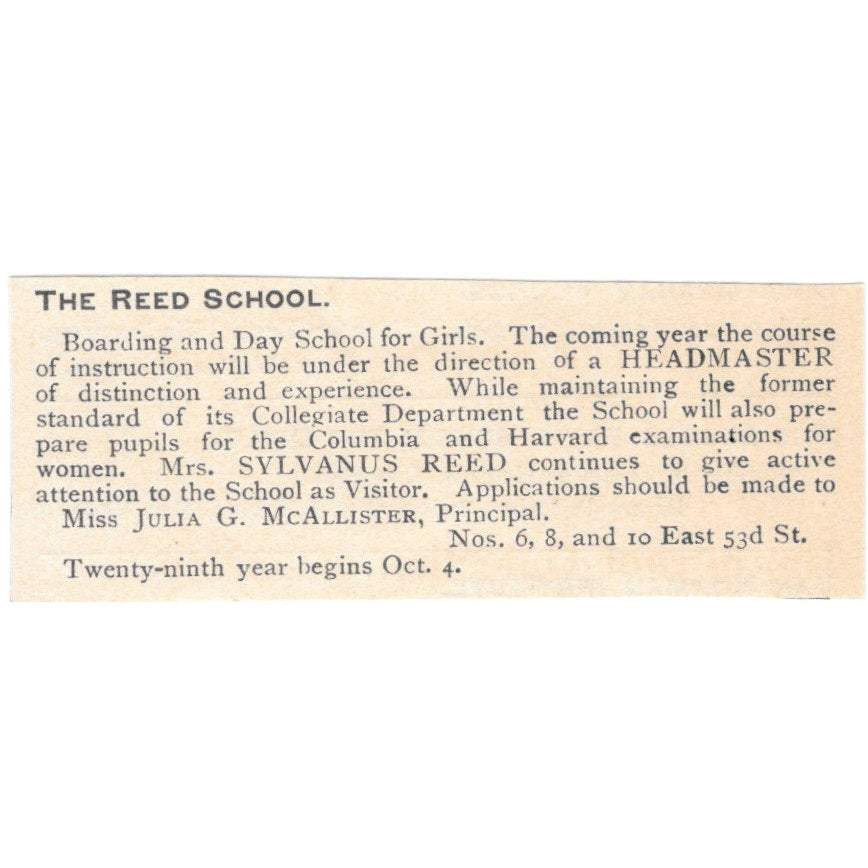 THE REED SCHOOL.
Boarding and Day School for Girls. The coming year the course
of instruction will be under the direction of a HEADMASTER
of distinction and experience. While maintaining the former
standard of its Collegiate Department the School will also pre-
pare pupils for the Columbia and Harvard examinations for
women. Mrs. SYLVANUS REED continues to give active
attention to the School as Visitor. Applications should be made to
Miss JULIA G. MCALLISTER, Principal.
Nos. 6, 8, and 10 East 53d St.
Twenty-ninth year begins Oct. 4.